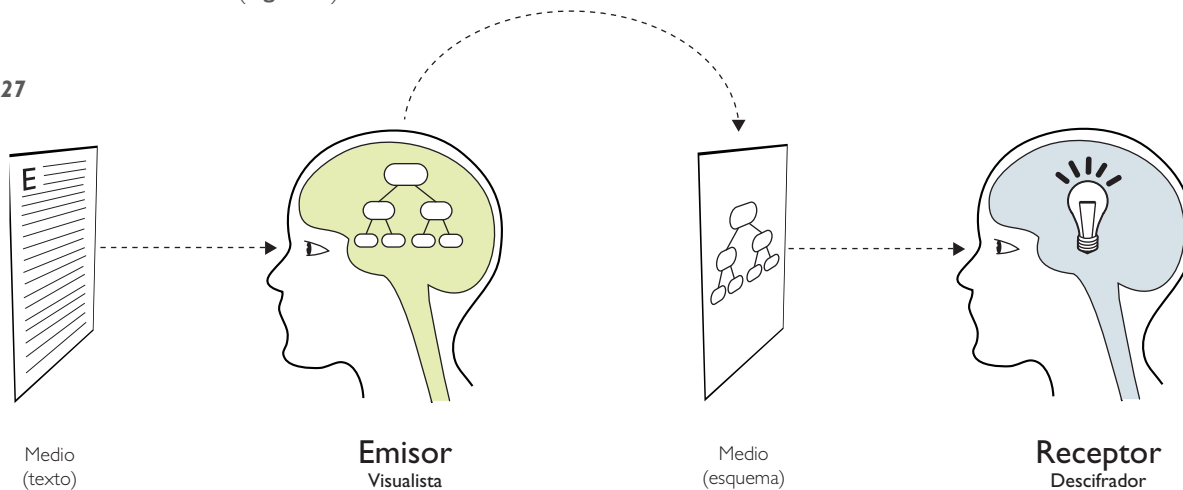 27
E
Medio
(texto)
Emisor
Visualista
Medio
(esquema)
Receptor
Descifrador